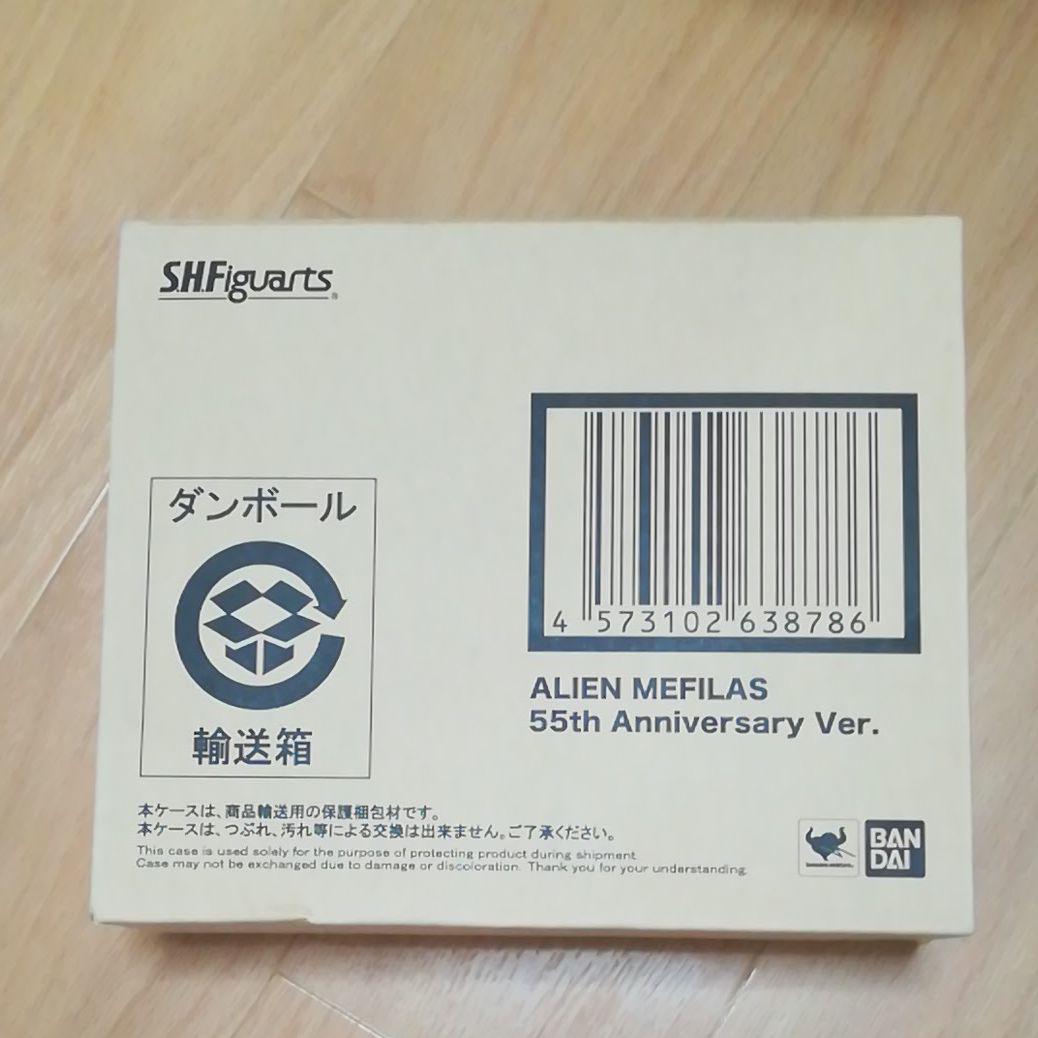 S.H.Figuarts®
ダンボール
輸送箱
4 573102 638786
ALIEN MEFILAS
55th Anniversary Ver.
本ケースは、商品輸送用の保護梱包材です。
本ケースは、つぶれ、汚れ等による交換は出来ません。ご了承ください。
This case is used solely for the purpose of protecting product during shipment.
Case may not be exchanged due to damage or discoloration. Thank you for your understanding.
BAN
DAI